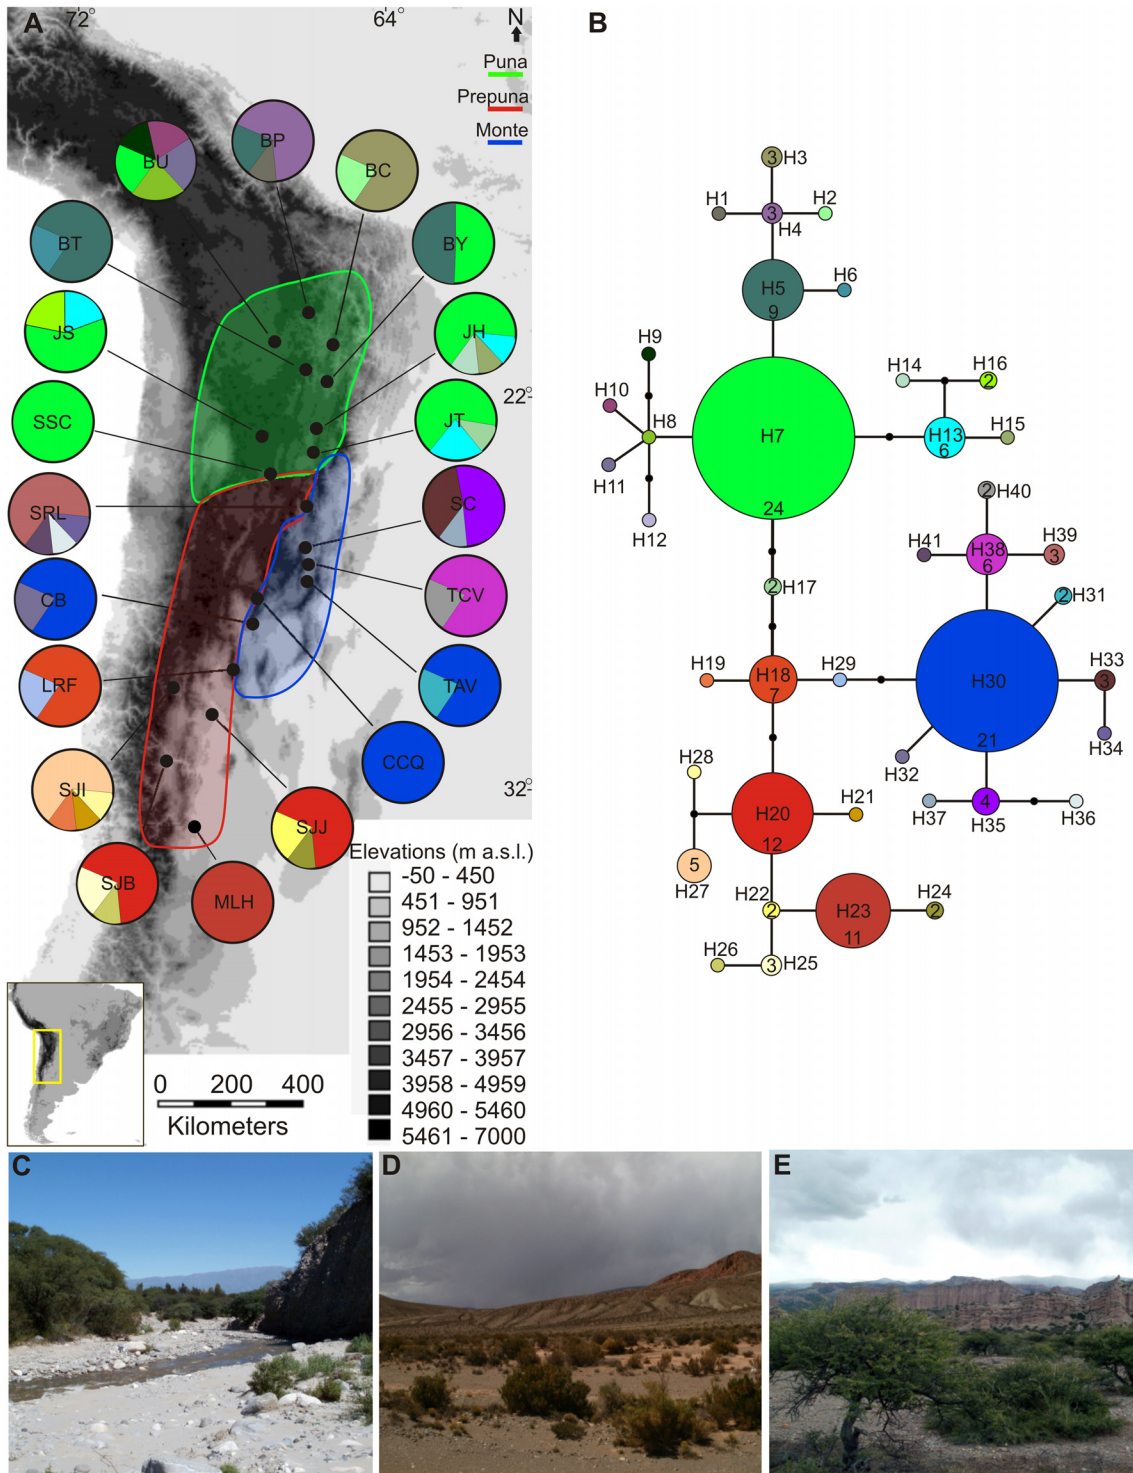 A
72°
64°
N
Puna
Prepuna
Monte
BU
BP
BC
BT
BY
JS
JH
22°
SSC
JT
SRL
SC
CB
TCV
LRF
TAV
CCQ
SJI
32°
SJJ
SJB
MLH
Elevations (m a.s.l.)
-50 - 450
451 - 951
952 - 1452
1453 - 1953
1954 - 2454
2455 - 2955
2956 - 3456
3457 - 3957
3958 - 4959
4960 - 5460
5461 - 7000
0 200 400
Kilometers
B
3 H3
H1 3 H2
H4
H5 H6
9
H9
H14 H16
2
H10
H8 H7 H13 H15
6
H11
24
H12
2 H40
H41 H38 H39
6 3
2 H17
2 H31
H19 H18 H29 H30 H33
7 3
H34
21
H32
H28
H20 H21
12
H37 4 H36
H35
5
H27
H22 H24
2 H23 2
11
H26 3 H25
C
D
E